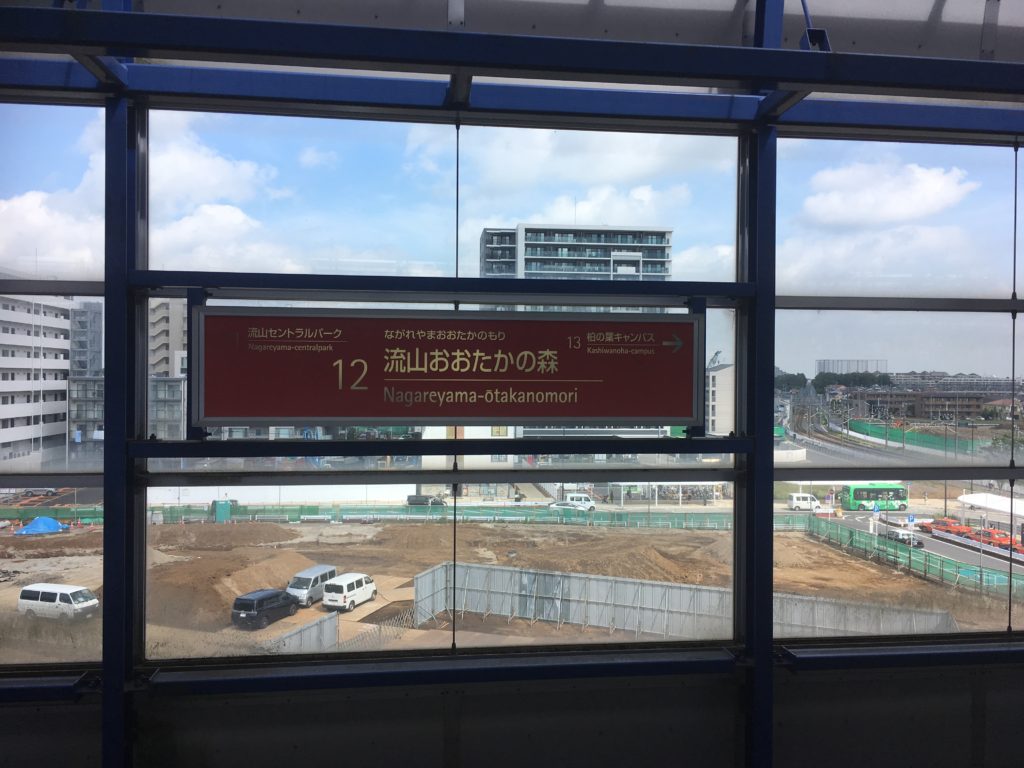 流山セントラルパーク
Nagareyama-centralpark
12
ながれやまおおたかのもり
流山おおたかの森
Nagareyama-ōtakanomori
13
柏の葉キャンパス
Kashiwanoha-campus